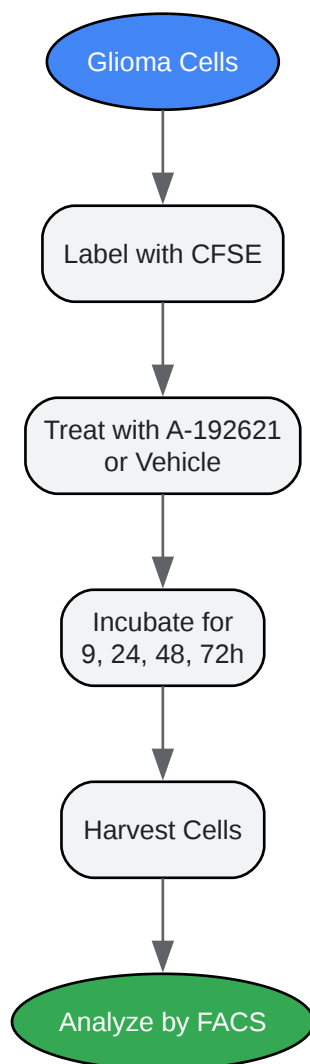 Glioma Cells
Label with CFSE
Treat with A-192621
or Vehicle
Incubate for
9, 24, 48, 72h
Harvest Cells
Analyze by FACS